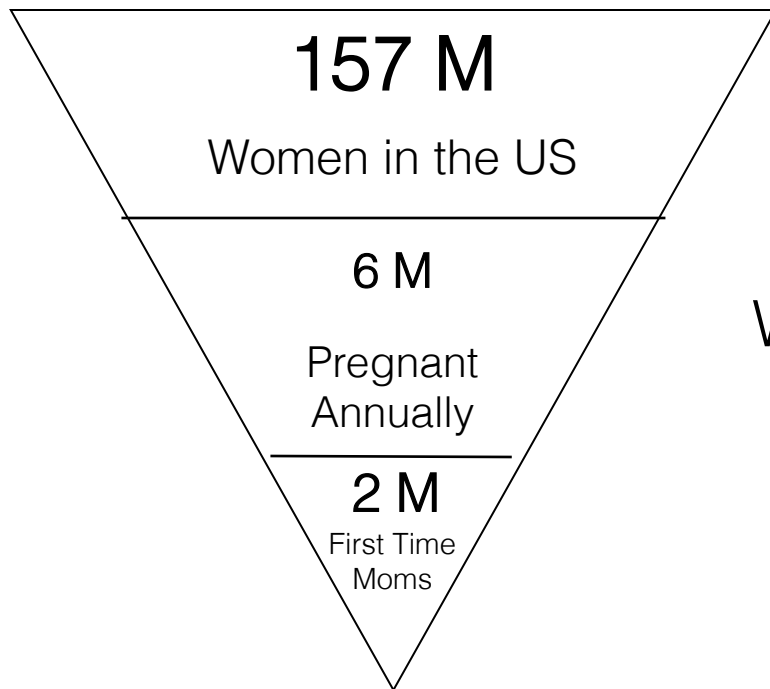 157 M
Women in the US
6 M
Pregnant
Annually
2 M
First Time
Moms